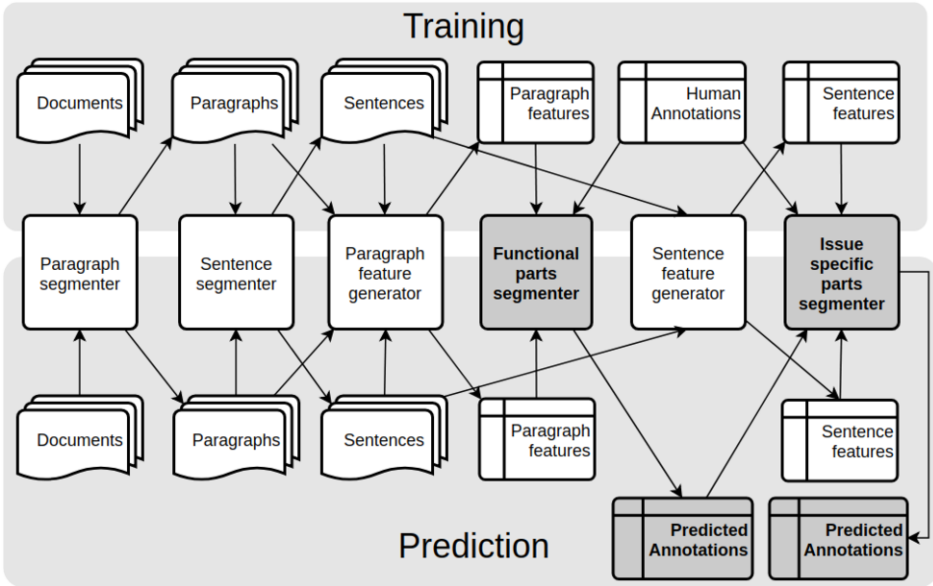 Training
Documents
Paragraphs
Sentences
Paragraph
features
Human
Annotations
Sentence
features
Paragraph
segmenter
Sentence
segmenter
Paragraph
feature
generator
Functional
parts
segmenter
Sentence
feature
generator
Issue
specific
parts
segmenter
Documents
Paragraphs
Sentences
Paragraph
features
Sentence
features
Predicted
Annotations
Predicted
Annotations
Prediction